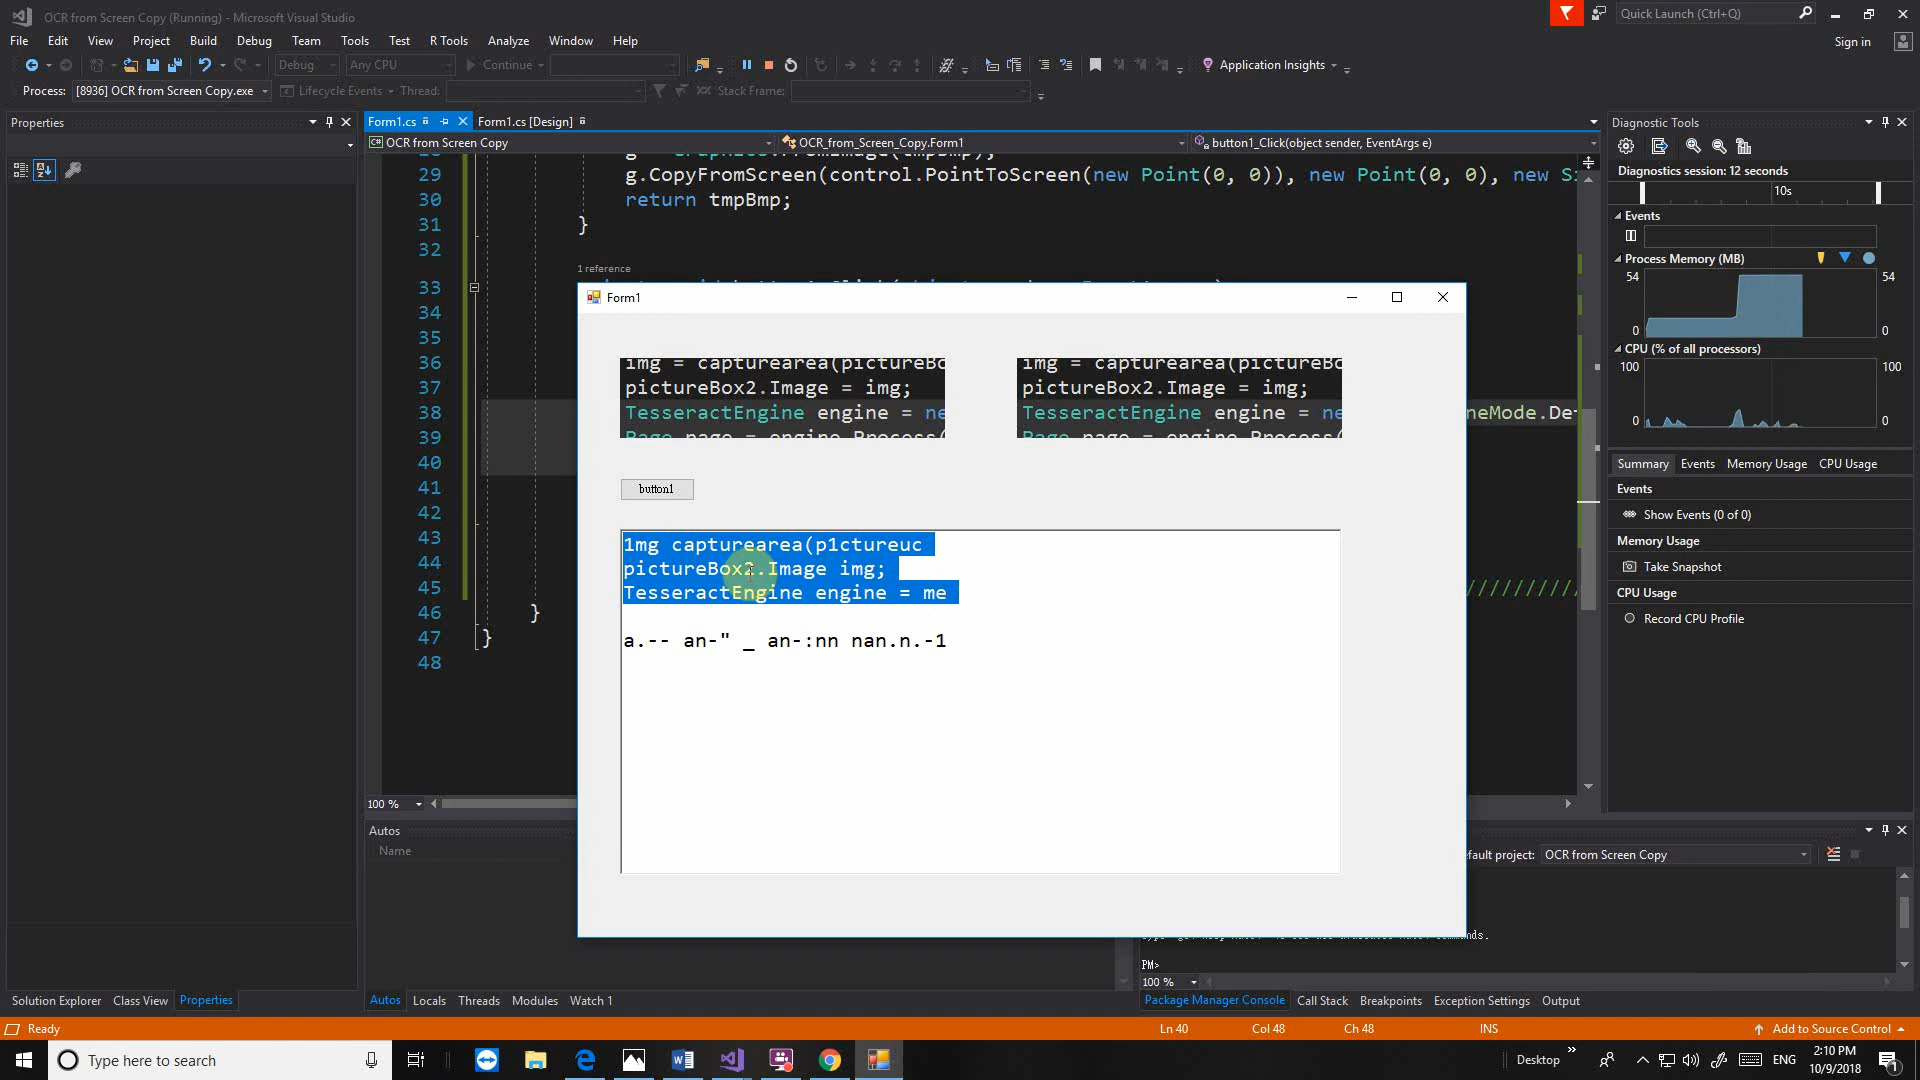 OCR from Screen Copy (Running) - Microsoft Visual Studio
Quick Launch (Ctrl+Q)
File Edit View Project Build Debug Team Tools Test R Tools Analyze Window Help
Sign in
Debug Any CPU Continue Application Insights
Process: [8936] OCR from Screen Copy.exe Lifecycle Events Thread: Stack Frame:
Properties
Form1.cs Form1.cs [Design]
Diagnostic Tools
OCR from Screen Copy OCR_from_Screen_Copy.Form1 button1_Click(object sender, EventArgs e)
29 g.CopyFromScreen(control.PointToScreen(new Point(0, 0)), new Point(0, 0), new Si
30 return tmpBmp;
31 }
32
1 reference
33
34
35
36
37
38 neMode.De
39
40
41
42
43
44
45 ///////////
46 }
47 }
48
Diagnostics session: 12 seconds
10s
Events
Process Memory (MB)
54 54
0 0
CPU (% of all processors)
100 100
0 0
Summary Events Memory Usage CPU Usage
Events
Show Events (0 of 0)
Memory Usage
Take Snapshot
CPU Usage
Record CPU Profile
Form1
img = capturearea(pictureBo
pictureBox2.Image = img;
TesseractEngine engine = ne
Page page = engine.Process(
img = capturearea(pictureBo
pictureBox2.Image = img;
TesseractEngine engine = ne
Page page = engine.Process(
button1
1mg capturearea(p1ctureuc
pictureBox2.Image img;
TesseractEngine engine = me
a.-- an-" _ an-:nn nan.n.-1
100 %
Autos
Name
efault project: OCR from Screen Copy
PM>
100 %
Solution Explorer Class View Properties
Autos Locals Threads Modules Watch 1
Package Manager Console Call Stack Breakpoints Exception Settings Output
Ready Ln 40 Col 48 Ch 48 INS Add to Source Control
Type here to search
Desktop ENG 2:10 PM
10/9/2018
1